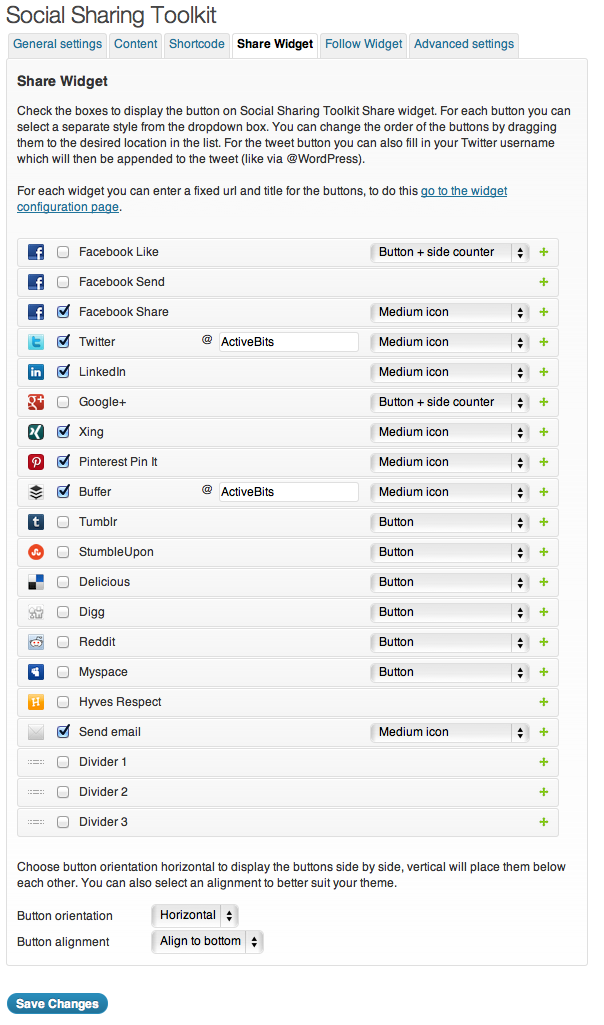 Social Sharing Toolkit
General settings Content Shortcode Share Widget Follow Widget Advanced settings
Share Widget
Check the boxes to display the button on Social Sharing Toolkit Share widget. For each button you can
select a separate style from the dropdown box. You can change the order of the buttons by dragging
them to the desired location in the list. For the tweet button you can also fill in your Twitter username
which will then be appended to the tweet (like via @WordPress).
For each widget you can enter a fixed url and title for the buttons, to do this go to the widget
configuration page.
Facebook Like Button + side counter +
Facebook Send +
Facebook Share Medium icon +
Twitter @ ActiveBits Medium icon +
LinkedIn Medium icon +
Google+ Button + side counter +
Xing Medium icon +
Pinterest Pin It Medium icon +
Buffer @ ActiveBits Medium icon +
Tumblr Button +
StumbleUpon Button +
Delicious Button +
Digg Button +
Reddit Button +
Myspace Button +
Hyves Respect +
Send email Medium icon +
Divider 1 +
Divider 2 +
Divider 3 +
Choose button orientation horizontal to display the buttons side by side, vertical will place them below
each other. You can also select an alignment to better suit your theme.
Button orientation Horizontal
Button alignment Align to bottom
Save Changes